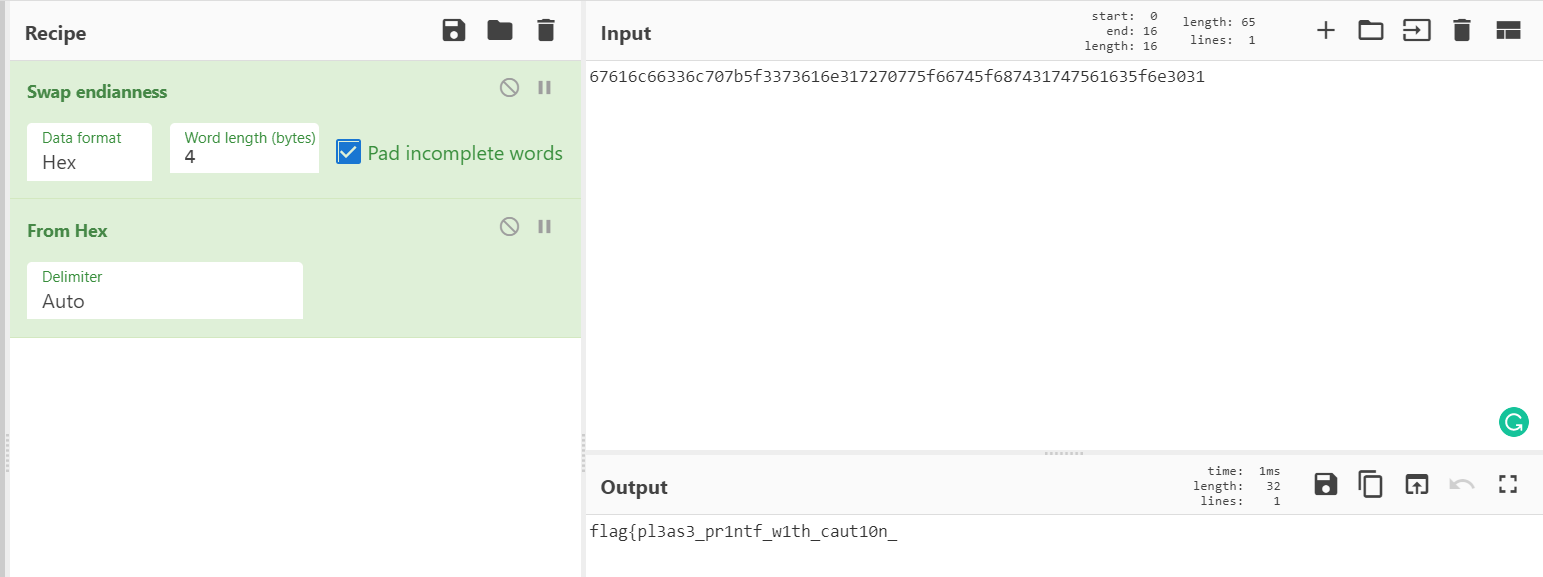 Recipe
Swap endianness
Data format
Hex
Word length (bytes)
4
Pad incomplete words
From Hex
Delimiter
Auto
Input
start: 0
end: 16
length: 16
length: 65
lines: 1
67616c66336c707b5f3373616e317270775f66745f687431747561635f6e3031
Output
time: 1ms
length: 32
lines: 1
flag{pl3as3_pr1ntf_w1th_caut10n_